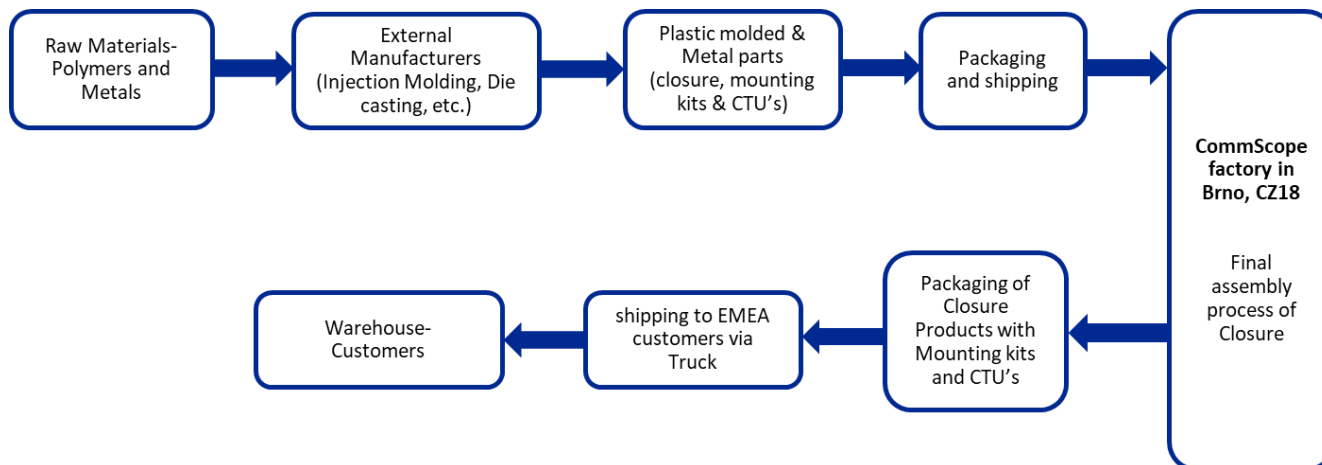 Raw Materials-
Polymers and
Metals
External
Manufacturers
(Injection Molding, Die
casting, etc.)
Plastic molded &
Metal parts
(closure, mounting
kits & CTU's)
Packaging
and shipping
CommScope
factory in
Brno, CZ18
Final
assembly
process of
Closure
Packaging of
Closure
Products with
Mounting kits
and CTU's
shipping to EMEA
customers via
Truck
Warehouse-
Customers